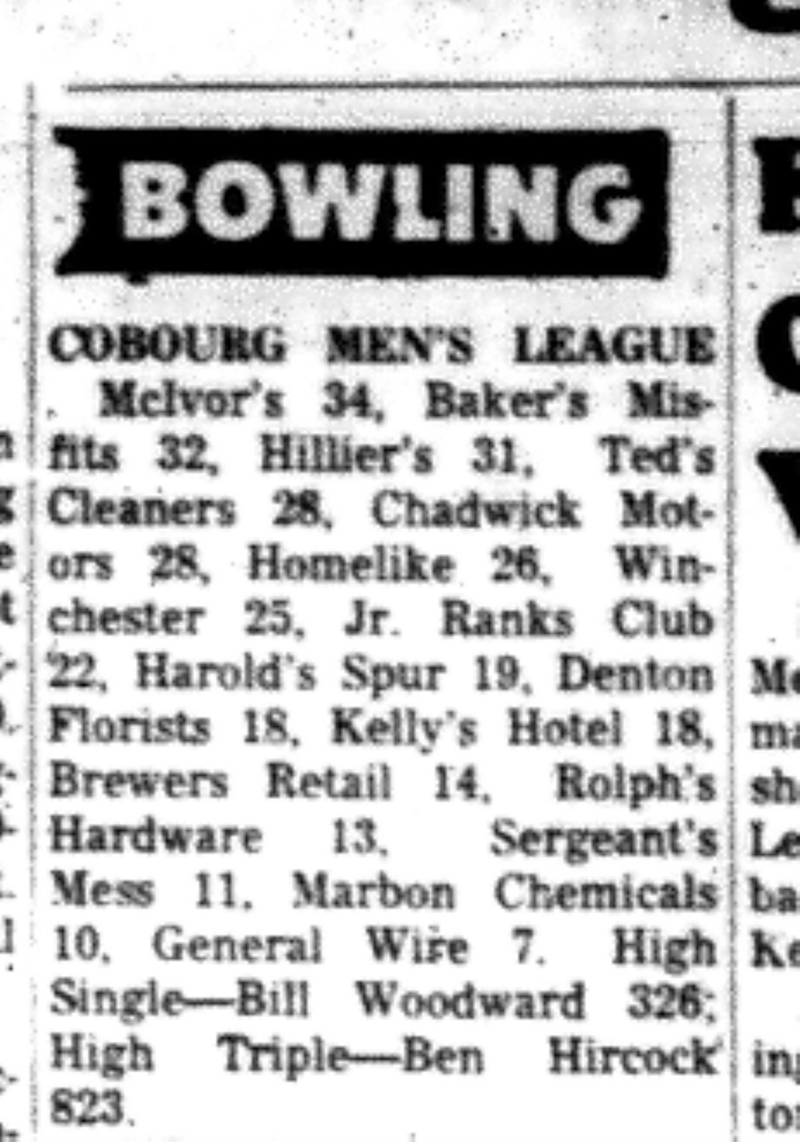 BOWLING
COBOURG MEN'S LEAGUE
McIvor's 34, Baker's Mis-
fits 32, Hillier's 31, Ted's
Cleaners 28, Chadwick Mot-
ors 28, Homelike 26, Win-
chester 25, Jr. Ranks Club
22, Harold's Spur 19, Denton
Florists 18, Kelly's Hotel 18,
Brewers Retail 14, Rolph's
Hardware 13, Sergeant's
Mess 11, Marbon Chemicals
10, General Wire 7. High
Single—Bill Woodward 326;
High Triple—Ben Hircock
823.